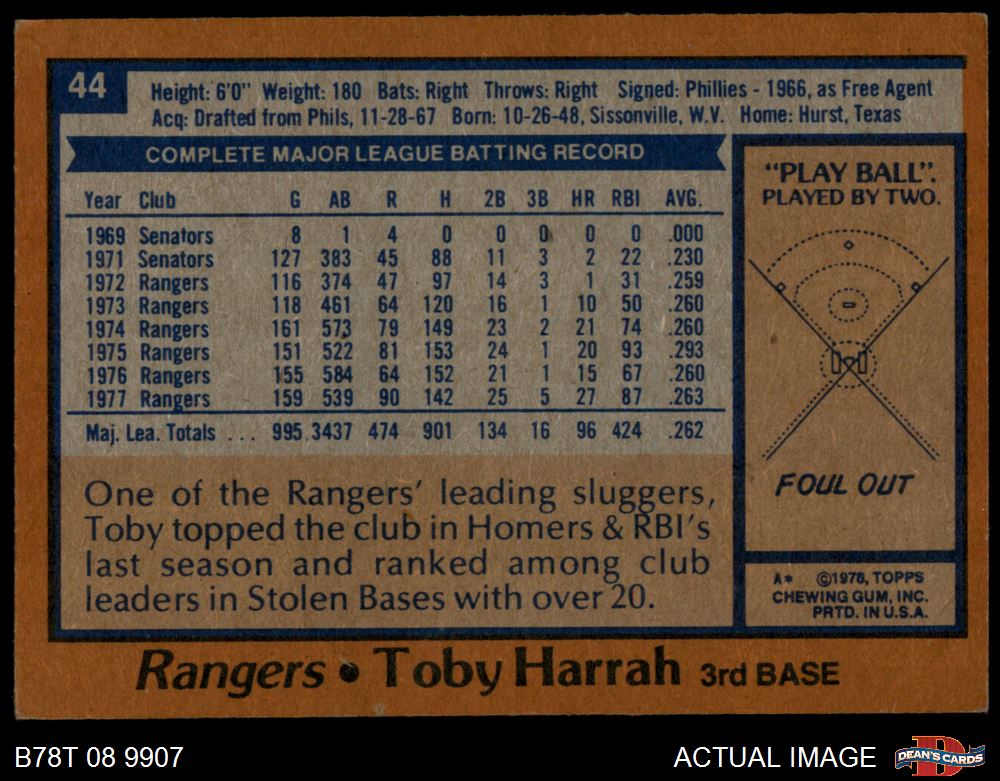 44
Height: 6'0" Weight: 180 Bats: Right Throws: Right Signed: Phillies - 1966, as Free Agent
Acq: Drafted from Phils, 11-28-67 Born: 10-26-48, Sissonville, W.V. Home: Hurst, Texas
COMPLETE MAJOR LEAGUE BATTING RECORD
Year Club G AB R H 2B 3B HR RBI AVG.
1969 Senators 8 1 4 0 0 0 0 0 .000
1971 Senators 127 383 45 88 11 3 2 22 .230
1972 Rangers 116 374 47 97 14 3 1 31 .259
1973 Rangers 118 461 64 120 16 1 10 50 .260
1974 Rangers 161 573 79 149 23 2 21 74 .260
1975 Rangers 151 522 81 153 24 1 20 93 .293
1976 Rangers 155 584 64 152 21 1 15 67 .260
1977 Rangers 159 539 90 142 25 5 27 87 .263
Maj. Lea. Totals ... 995 3437 474 901 134 16 96 424 .262
One of the Rangers' leading sluggers,
Toby topped the club in Homers & RBI's
last season and ranked among club
leaders in Stolen Bases with over 20.
"PLAY BALL".
PLAYED BY TWO.
FOUL OUT
A* ©1978, TOPPS
CHEWING GUM, INC.
PRTD. IN U.S.A.
Rangers • Toby Harrah 3rd BASE
B78T 08 9907
ACTUAL IMAGE
D
DEAN'S CARDS